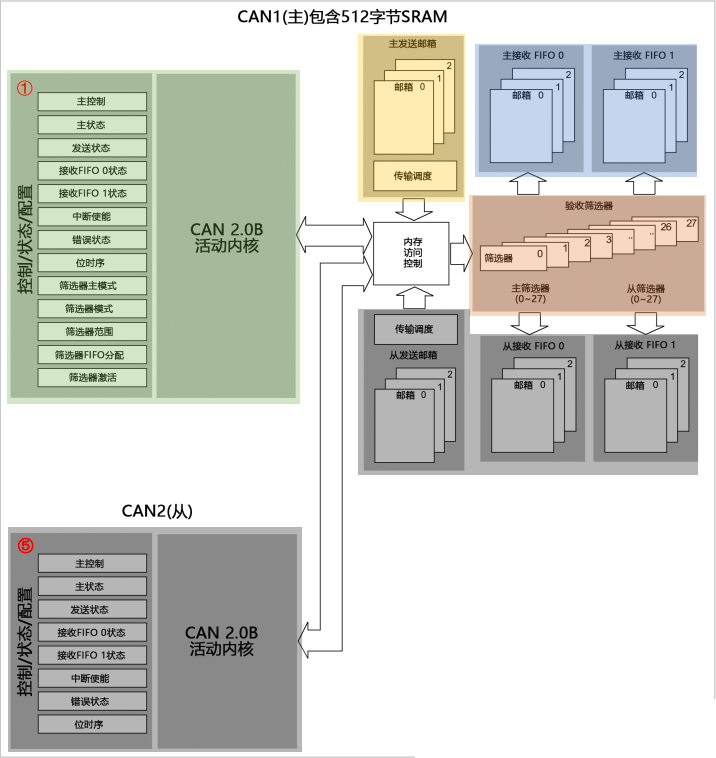 CAN1(主)包含512字节SRAM
①
控制/状态/配置
主控制
主状态
发送状态
接收FIFO 0状态
接收FIFO 1状态
中断使能
错误状态
位时序
筛选器主模式
筛选器模式
筛选器范围
筛选器FIFO分配
筛选器激活
CAN 2.0B
活动内核
主发送邮箱
2
1
邮箱 0
传输调度
主接收 FIFO 0
2
1
邮箱 0
主接收 FIFO 1
2
1
邮箱 0
内存
访问
控制
验收筛选器
筛选器 0
1
2
3
..
..
26
27
主筛选器
(0~27)
从筛选器
(0~27)
传输调度
从发送邮箱
2
1
邮箱 0
从接收 FIFO 0
2
1
邮箱 0
从接收 FIFO 1
2
1
邮箱 0
CAN2(从)
⑤
控制/状态/配置
主控制
主状态
发送状态
接收FIFO 0状态
接收FIFO 1状态
中断使能
错误状态
位时序
CAN 2.0B
活动内核